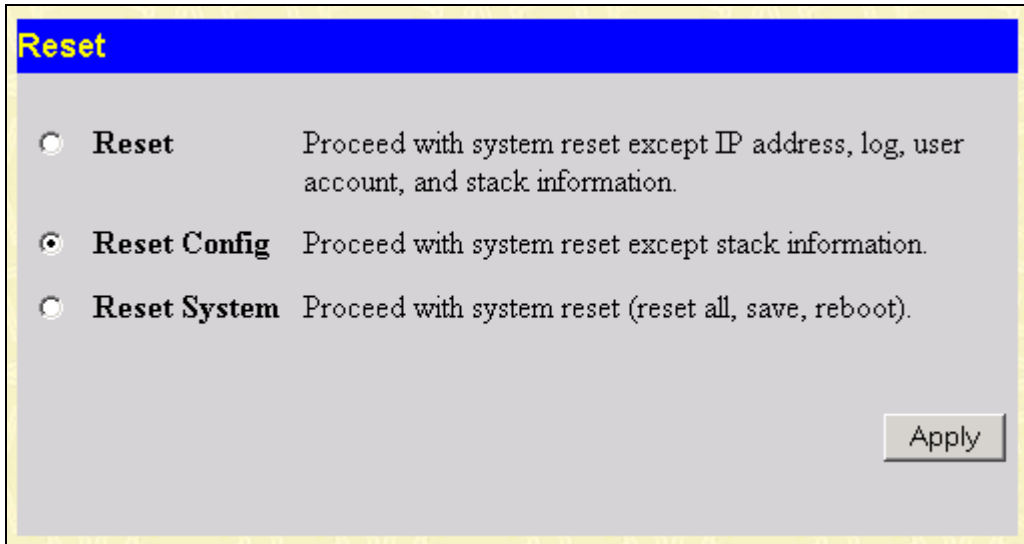 Reset
Reset Proceed with system reset except IP address, log, user
account, and stack information.
Reset Config Proceed with system reset except stack information.
Reset System Proceed with system reset (reset all, save, reboot).
Apply